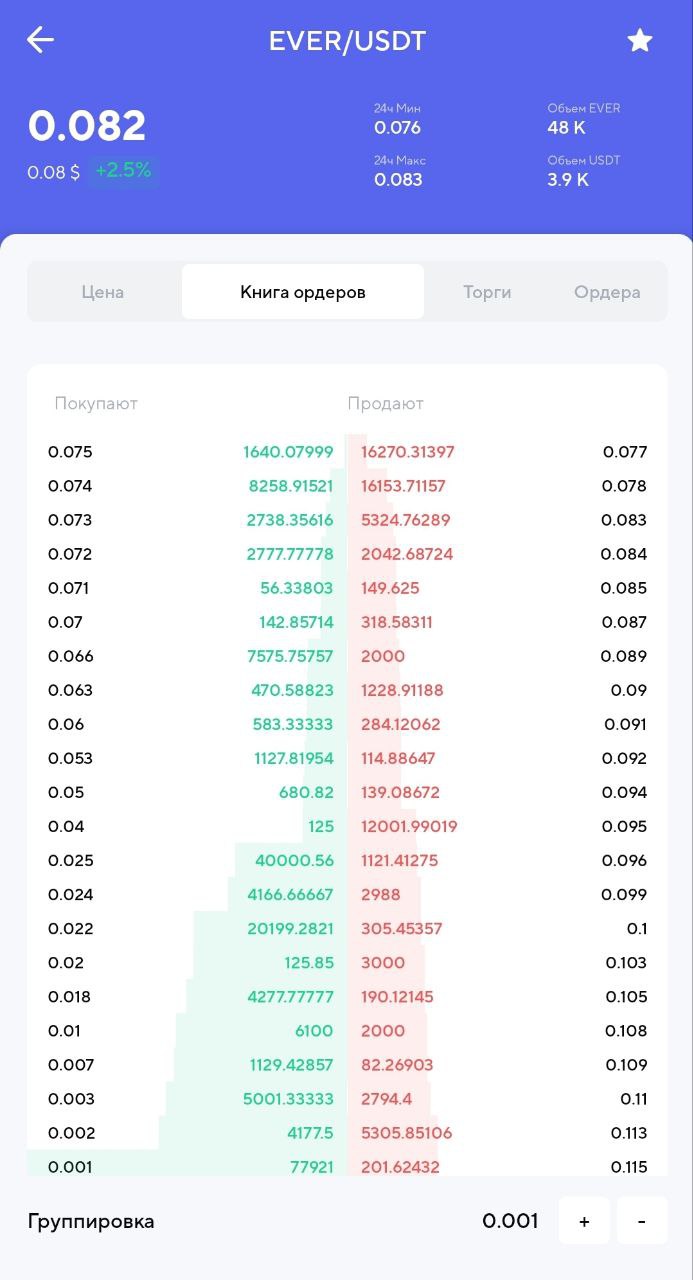 EVER/USDT
0.082
0.08 $ +2.5%
24ч Мин
0.076
24ч Макс
0.083
Объем EVER
48 K
Объем USDT
3.9 K
Цена Книга ордеров Торги Ордера
Покупают Продают
0.075 1640.07999 16270.31397 0.077
0.074 8258.91521 16153.71157 0.078
0.073 2738.35616 5324.76289 0.083
0.072 2777.77778 2042.68724 0.084
0.071 56.33803 149.625 0.085
0.07 142.85714 318.58311 0.087
0.066 7575.75757 2000 0.089
0.063 470.58823 1228.91188 0.09
0.06 583.33333 284.12062 0.091
0.053 1127.81954 114.88647 0.092
0.05 680.82 139.08672 0.094
0.04 125 12001.99019 0.095
0.025 40000.56 1121.41275 0.096
0.024 4166.66667 2988 0.099
0.022 20199.2821 305.45357 0.1
0.02 125.85 3000 0.103
0.018 4277.77777 190.12145 0.105
0.01 6100 2000 0.108
0.007 1129.42857 82.26903 0.109
0.003 5001.33333 2794.4 0.11
0.002 4177.5 5305.85106 0.113
0.001 77921 201.62432 0.115
Группировка 0.001 + -